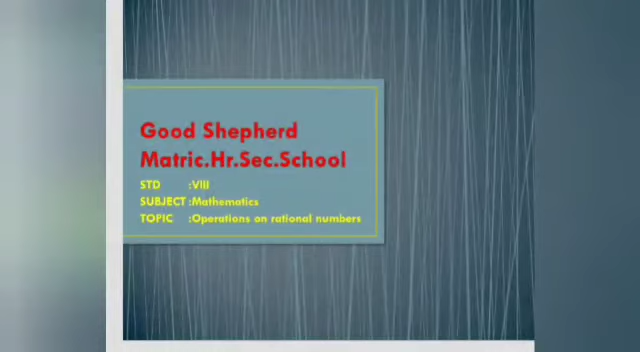 Good Shepherd
Matric.Hr.Sec.School
STD :VIII
SUBJECT :Mathematics
TOPIC :Operations on rational numbers